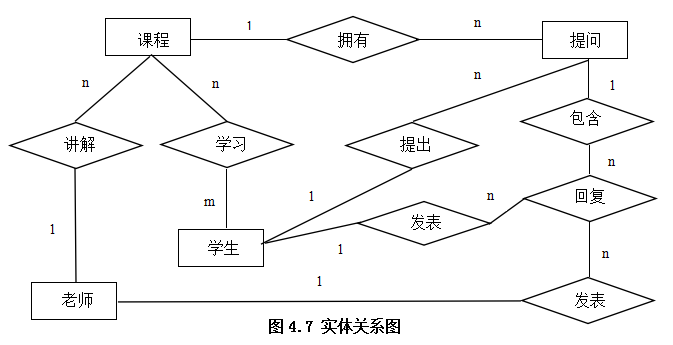 课程 1 拥有 n 提问
n n n 1
讲解 学习 提出 包含
n
m 1 n 回复
发表
1 学生 1
n
老师 1 发表
图 4.7 实体关系图